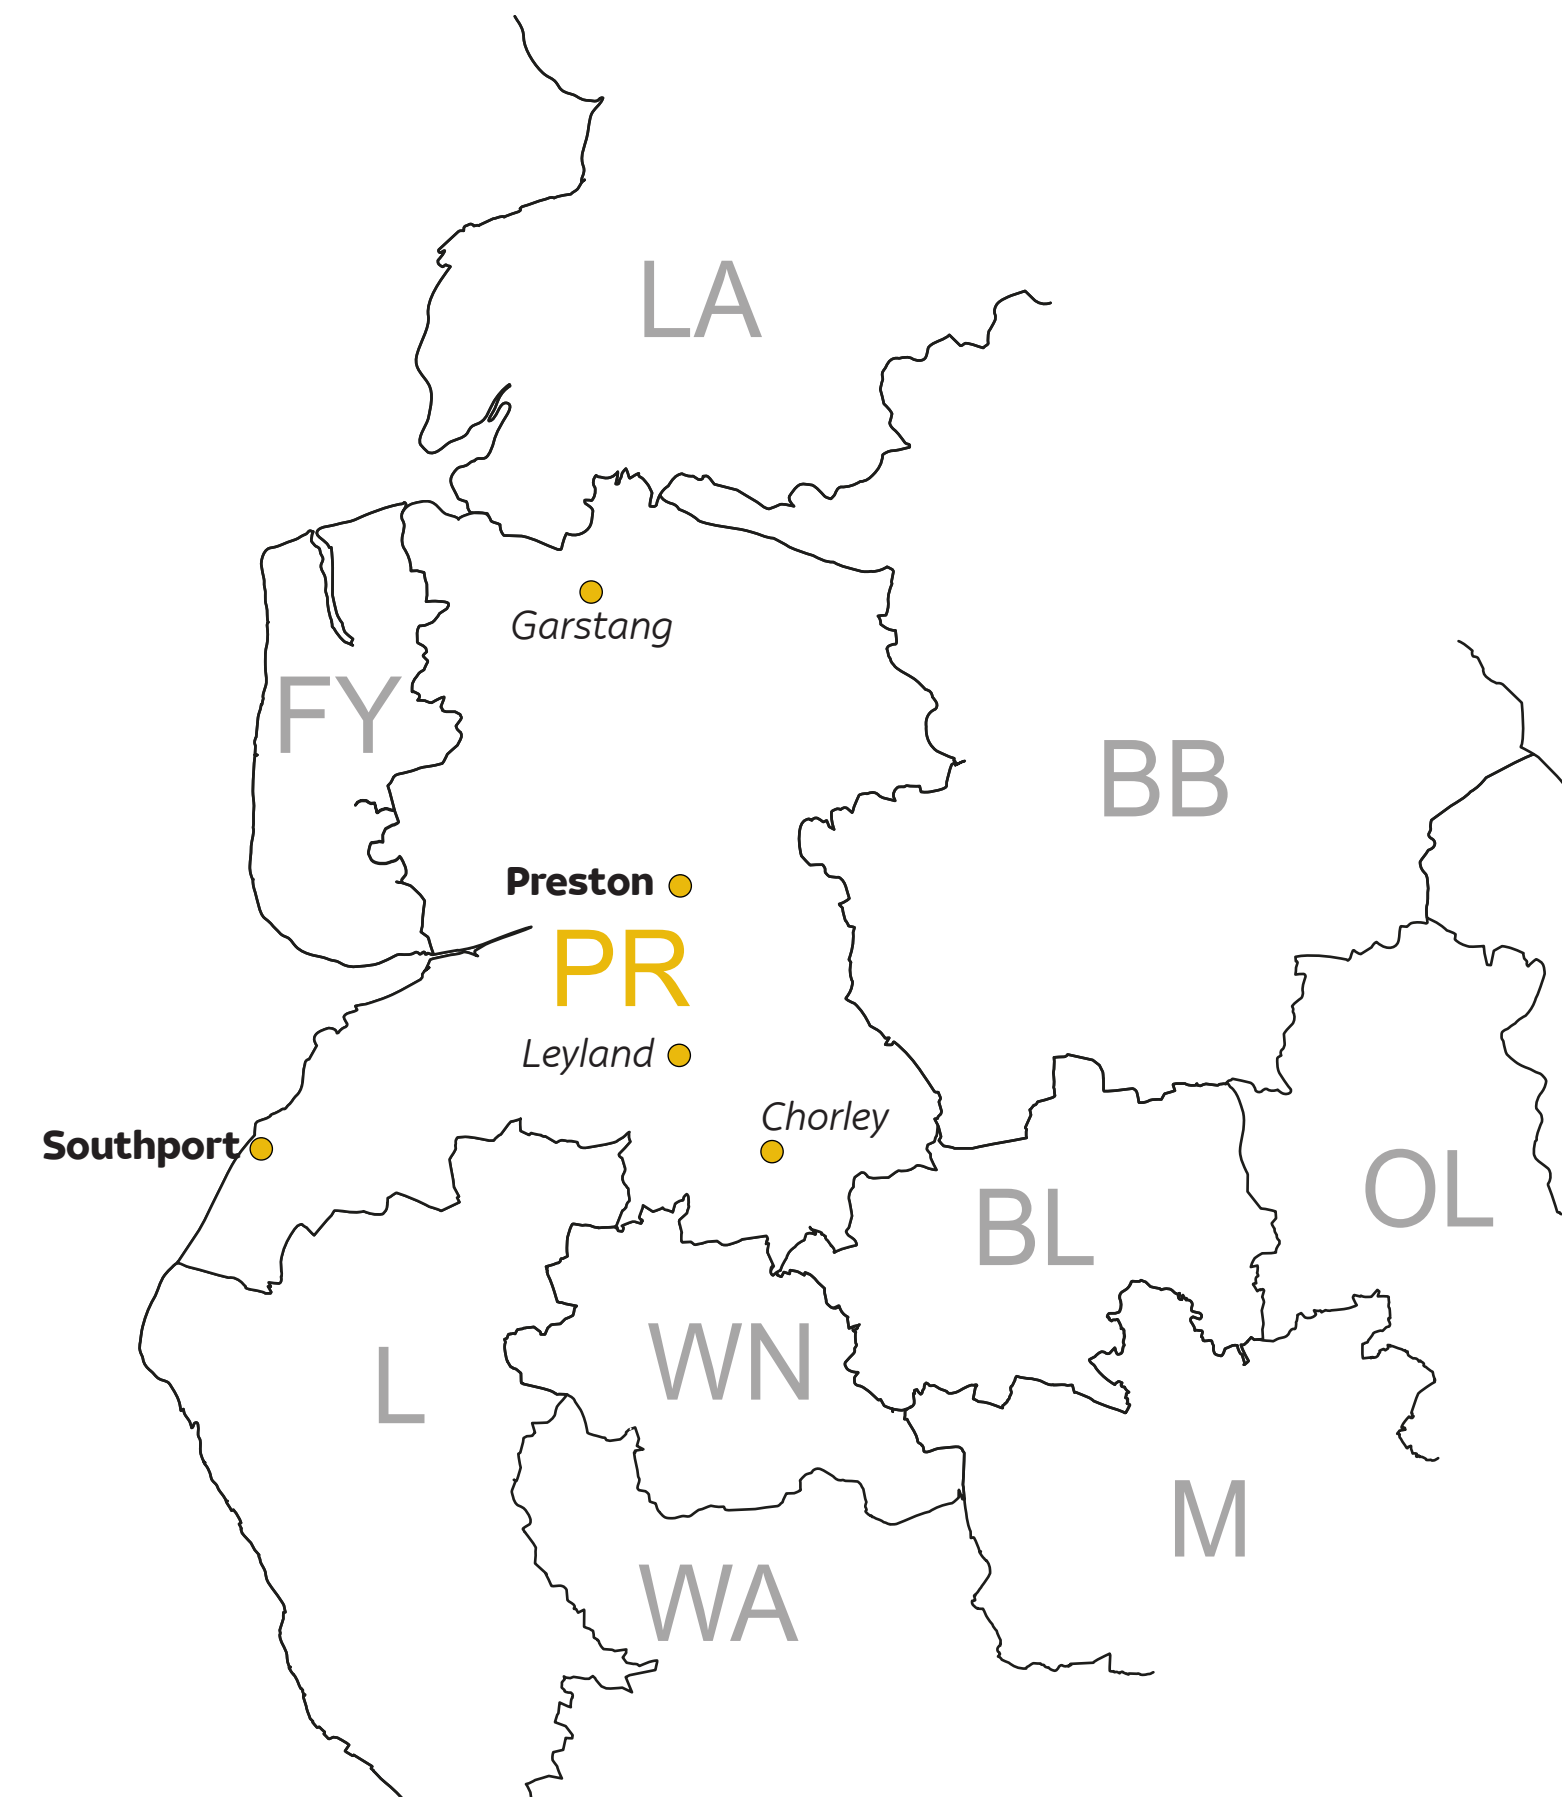 LA
Garstang
FY
BB
Preston
PR
Leyland
Chorley
Southport
OL
BL
WN
L
M
WA